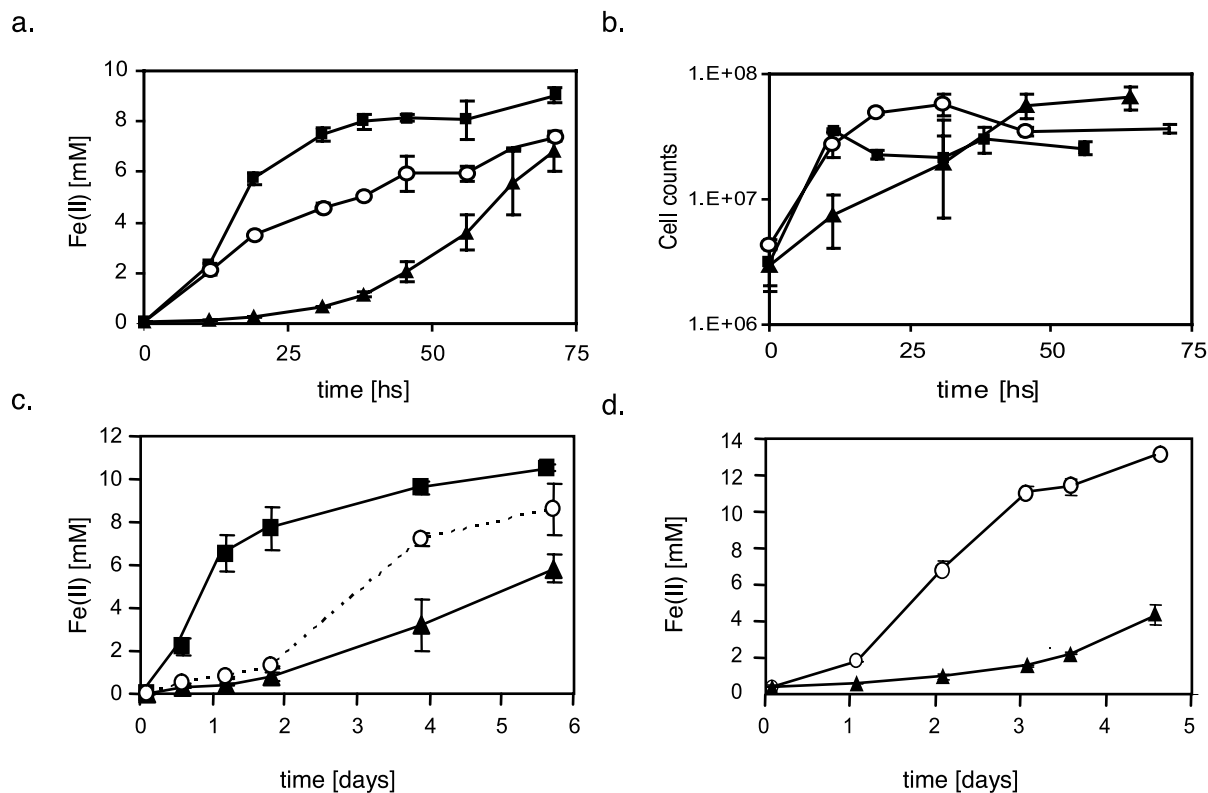 a.
10
8
6
4
2
0
Fe(II) [mM]
0 25 50 75
time [hs]
b.
1.E+08
1.E+07
1.E+06
Cell counts
0 25 50 75
time [hs]
c.
12
10
8
6
4
2
0
Fe(II) [mM]
0 1 2 3 4 5 6
time [days]
d.
14
12
10
8
6
4
2
0
Fe(II) [mM]
0 1 2 3 4 5
time [days]